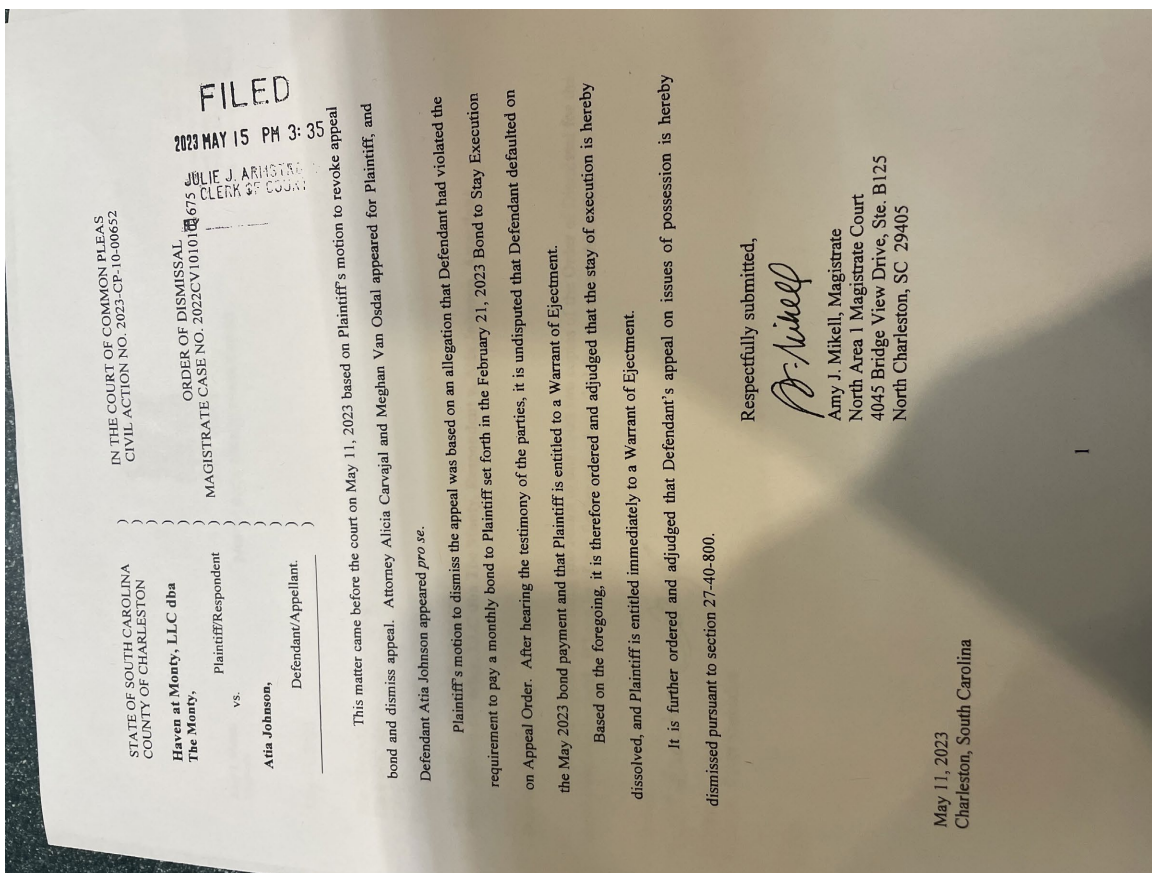 STATE OF SOUTH CAROLINA ) IN THE COURT OF COMMON PLEAS
COUNTY OF CHARLESTON ) CIVIL ACTION NO. 2023-CP-10-00652
)
Haven at Monty, LLC dba )
The Monty, )
Plaintiff/Respondent ) ORDER OF DISMISSAL
) MAGISTRATE CASE NO. 2022CV10101 675
vs. )
)
Atia Johnson, )
)
Defendant/Appellant. )
)
FILED
2023 MAY 15 PM 3:35
JULIE J.
CLERK OF COURT
This matter came before the court on May 11, 2023 based on Plaintiff's motion to revoke appeal
bond and dismiss appeal. Attorney Alicia Carvajal and Meghan Van Osdal appeared for Plaintiff, and
Defendant Atia Johnson appeared pro se.
Plaintiff's motion to dismiss the appeal was based on an allegation that Defendant had violated the
requirement to pay a monthly bond to Plaintiff set forth in the February 21, 2023 Bond to Stay Execution
on Appeal Order. After hearing the testimony of the parties, it is undisputed that Defendant defaulted on
the May 2023 bond payment and that Plaintiff is entitled to a Warrant of Ejectment.
Based on the foregoing, it is therefore ordered and adjudged that the stay of execution is hereby
dissolved, and Plaintiff is entitled immediately to a Warrant of Ejectment.
It is further ordered and adjudged that Defendant's appeal on issues of possession is hereby
dismissed pursuant to section 27-40-800.
Respectfully submitted,
Amy J. Mikell, Magistrate
North Area 1 Magistrate Court
4045 Bridge View Drive, Ste. B125
North Charleston, SC 29405
May 11, 2023
Charleston, South Carolina
1